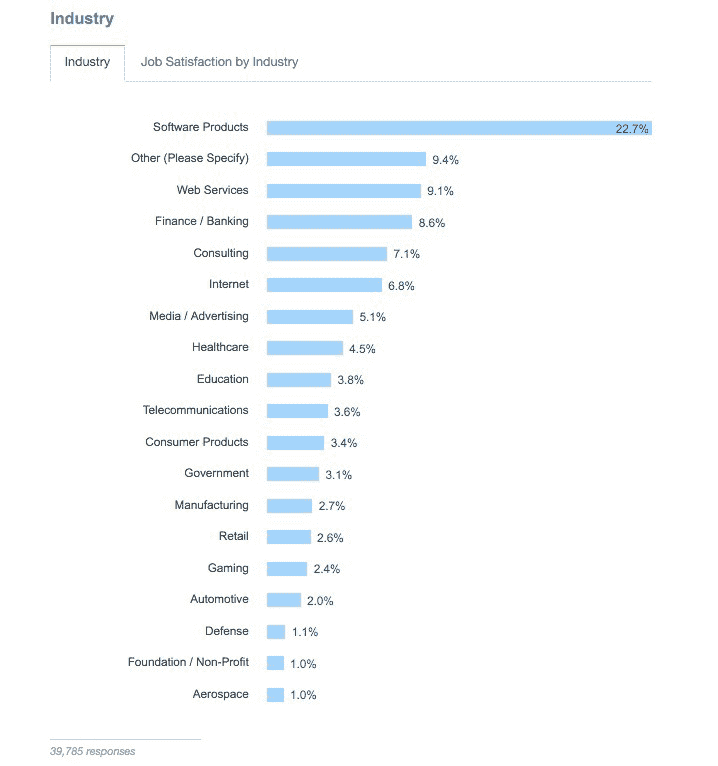 Industry
Industry Job Satisfaction by Industry
Software Products 22.7%
Other (Please Specify) 9.4%
Web Services 9.1%
Finance / Banking 8.6%
Consulting 7.1%
Internet 6.8%
Media / Advertising 5.1%
Healthcare 4.5%
Education 3.8%
Telecommunications 3.6%
Consumer Products 3.4%
Government 3.1%
Manufacturing 2.7%
Retail 2.6%
Gaming 2.4%
Automotive 2.0%
Defense 1.1%
Foundation / Non-Profit 1.0%
Aerospace 1.0%
39,785 responses